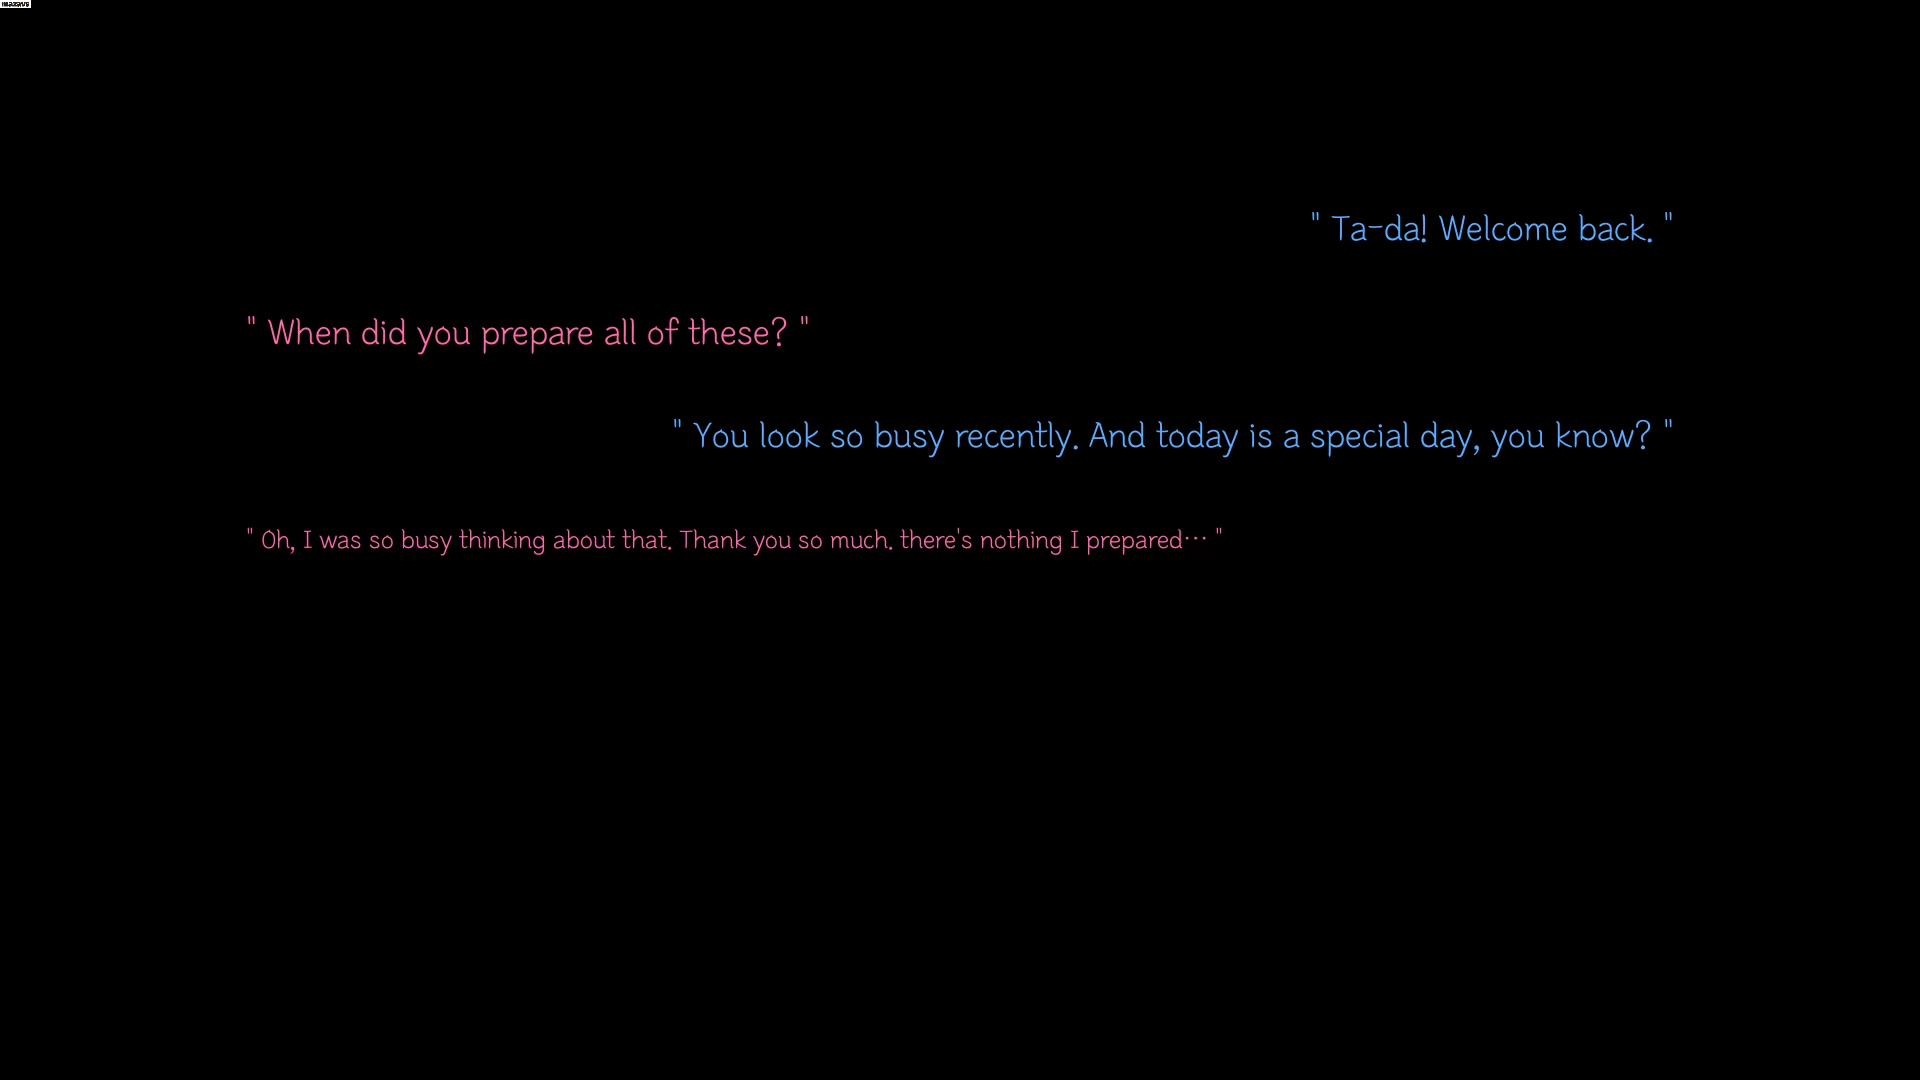 " Ta-da! Welcome back. "
" When did you prepare all of these? "
" You look so busy recently. And today is a special day, you know? "
" Oh, I was so busy thinking about that. Thank you so much. there's nothing I prepared… "